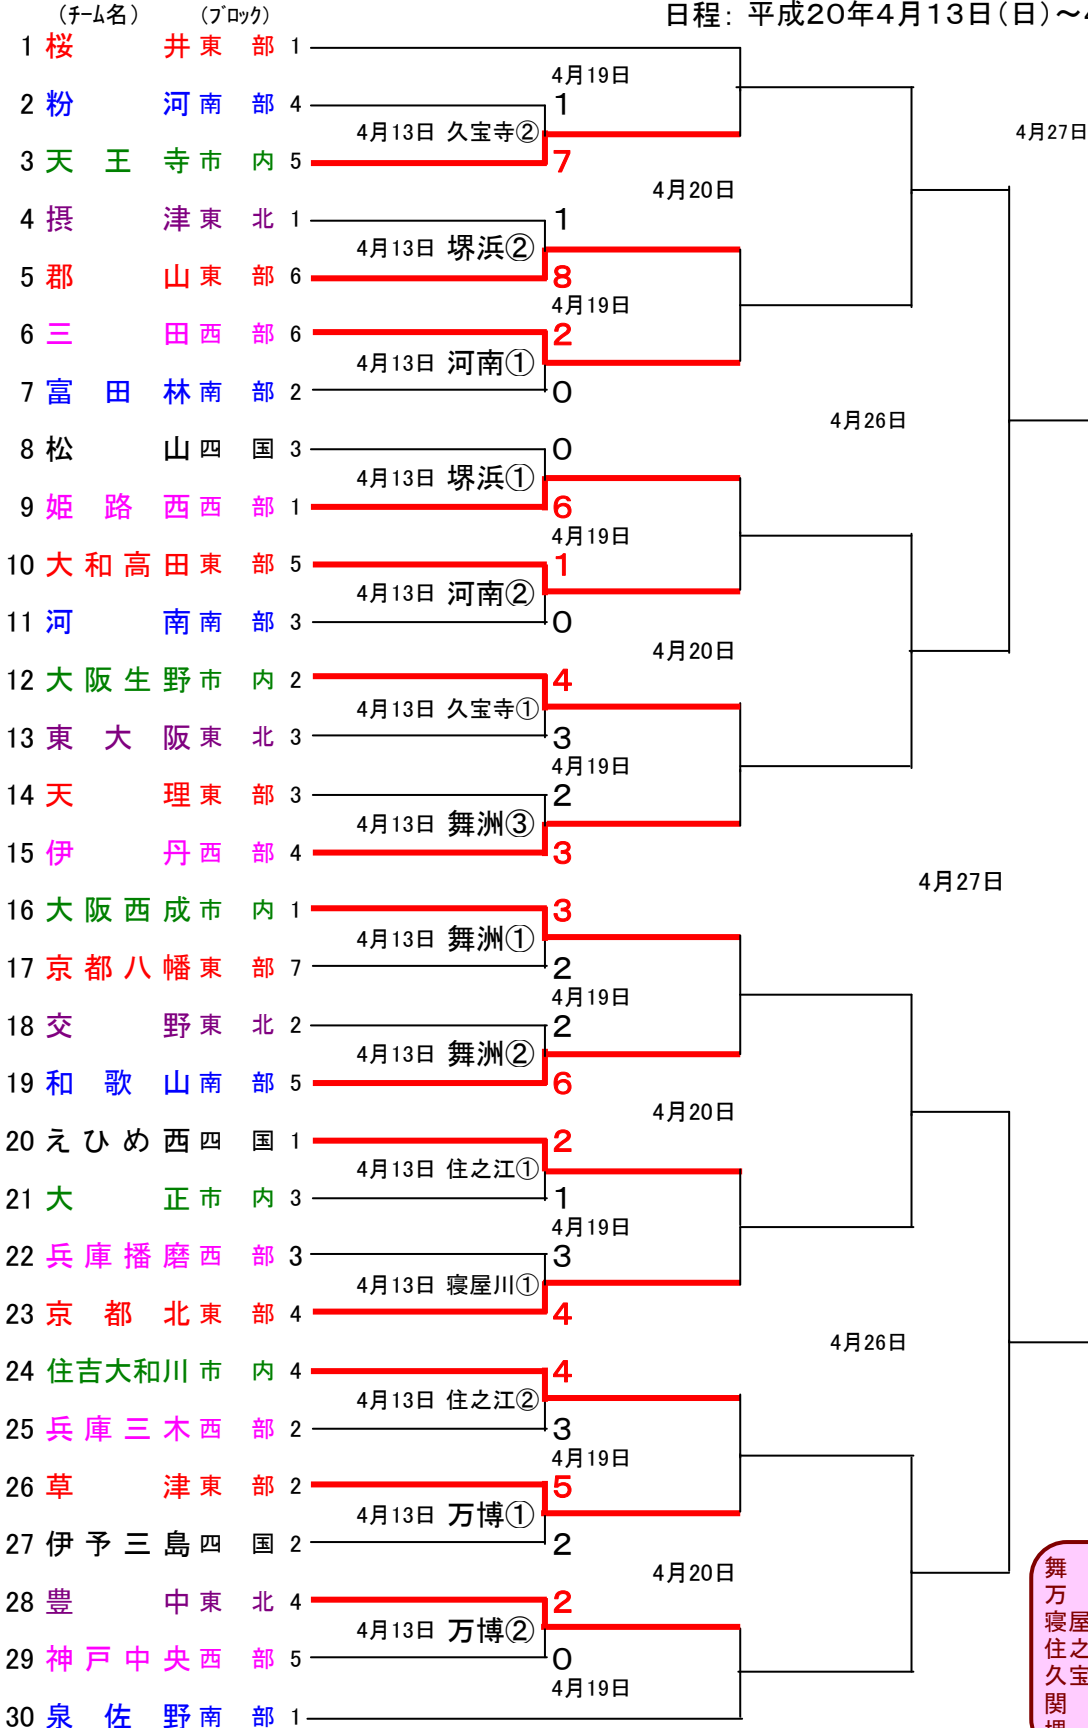 (ﾁｰﾑ名) (ﾌﾞﾛｯｸ) 日程: 平成20年4月13日(日)～4
1 桜井 東部 1
4月19日
2 粉河 南部 4 1
4月13日 久宝寺② 4月27日
3 天王寺 市内 5 7
4月20日
4 摂津 東北 1 1
4月13日 堺浜②
5 郡山 東部 6 8
4月19日
6 三田 西部 6 2
4月13日 河南①
7 富田林 南部 2 0
4月26日
8 松山 四国 3 0
4月13日 堺浜①
9 姫路西 西部 1 6
4月19日
10 大和高田 東部 5 1
4月13日 河南②
11 河南 南部 3 0
4月20日
12 大阪生野 市内 2 4
4月13日 久宝寺①
13 東大阪 東北 3 3
4月19日
14 天理 東部 3 2
4月13日 舞洲③
15 伊丹 西部 4 3
4月27日
16 大阪西成 市内 1 3
4月13日 舞洲①
17 京都八幡 東部 7 2
4月19日
18 交野 東北 2 2
4月13日 舞洲②
19 和歌山 南部 5 6
4月20日
20 えひめ西 四国 1 2
4月13日 住之江①
21 大正 市内 3 1
4月19日
22 兵庫播磨 西部 3 3
4月13日 寝屋川①
23 京都北 東部 4 4
4月26日
24 住吉大和川 市内 4 4
4月13日 住之江②
25 兵庫三木 西部 2 3
4月19日
26 草津 東部 2 5
4月13日 万博①
27 伊予三島 四国 2 2
4月20日
28 豊中 東北 4 2
4月13日 万博②
29 神戸中央 西部 5 0
4月19日
30 泉佐野 南部 1
舞
万
寝屋
住之
久宝
関